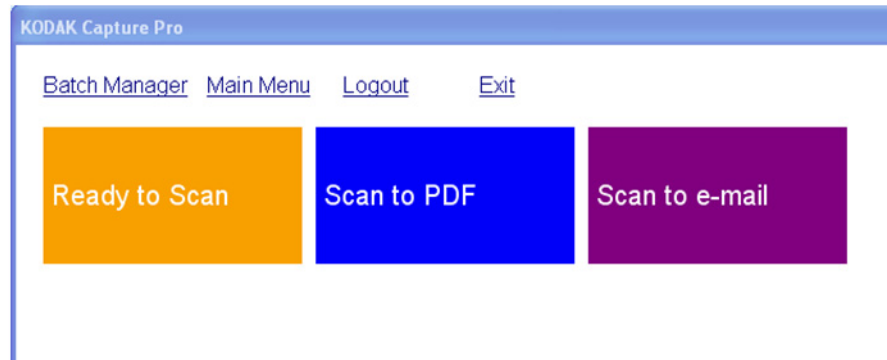 KODAK Capture Pro
Batch Manager Main Menu Logout Exit
Ready to Scan
Scan to PDF
Scan to e-mail